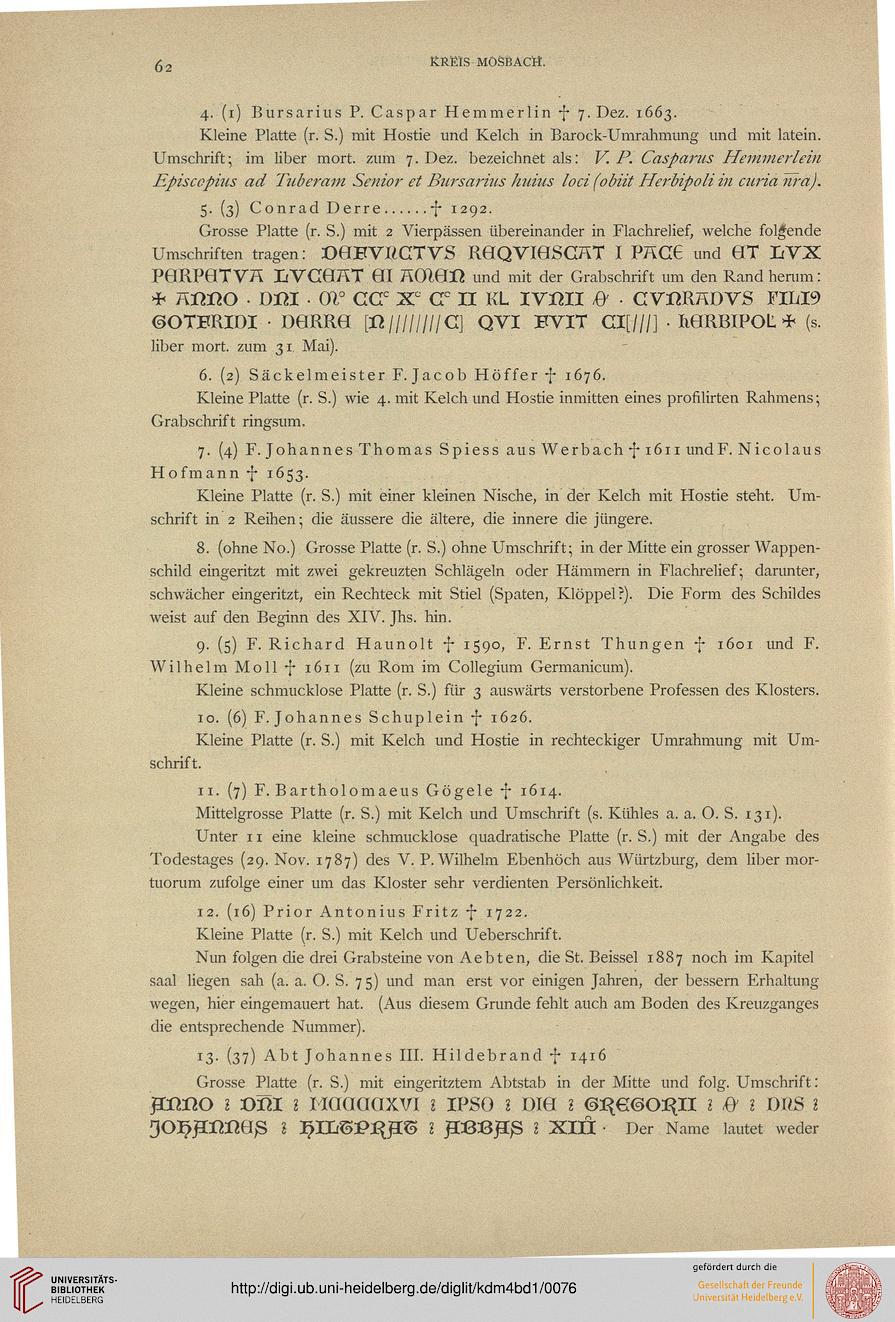 62
KREIS MOSBACH.
4. (1) Bursarius P. Caspar Hemmerlin † 7. Dez. 1663.
Kleine Platte (r. S.) mit Hostie und Kelch in Barock-Umrahmung und mit latein.
Umschrift; im liber mort. zum 7. Dez. bezeichnet als: V. P. Casparus Hemmerlein
Episcopius ad Tuberam Senior et Bursarius huius loci (obiit Herbipoli in curia nr̄a).
5. (3) Conrad Derre......† 1292.
Grosse Platte (r. S.) mit 2 Vierpässen übereinander in Flachrelief, welche folgende
Umschriften tragen: DEFVNCTVS REQVIESCAT I PACE und ET LVX
PERPETVA LVCEAT EI AMEN und mit der Grabschrift um den Rand herum:
✠ ANNO · DNI · M° CCᶜ Xᶜ Cᶜ II KL IVNII O̸' · CVNRADVS FILI9
GOTFRIDI · DERRE [N////////C] QVI FVIT CI[///] · HERBIPOL' ✠ (s.
liber mort. zum 31. Mai).
6. (2) Säckelmeister F. Jacob Höffer † 1676.
Kleine Platte (r. S.) wie 4. mit Kelch und Hostie inmitten eines profilirten Rahmens;
Grabschrift ringsum.
7. (4) F. Johannes Thomas Spiess aus Werbach † 1611 und F. Nicolaus
Hofmann † 1653.
Kleine Platte (r. S.) mit einer kleinen Nische, in der Kelch mit Hostie steht. Um-
schrift in 2 Reihen; die äussere die ältere, die innere die jüngere.
8. (ohne No.) Grosse Platte (r. S.) ohne Umschrift; in der Mitte ein grosser Wappen-
schild eingeritzt mit zwei gekreuzten Schlägeln oder Hämmern in Flachrelief; darunter,
schwächer eingeritzt, ein Rechteck mit Stiel (Spaten, Klöppel?). Die Form des Schildes
weist auf den Beginn des XIV. Jhs. hin.
9. (5) F. Richard Haunolt † 1590, F. Ernst Thungen † 1601 und F.
Wilhelm Moll † 1611 (zu Rom im Collegium Germanicum).
Kleine schmucklose Platte (r. S.) für 3 auswärts verstorbene Professen des Klosters.
10. (6) F. Johannes Schuplein † 1626.
Kleine Platte (r. S.) mit Kelch und Hostie in rechteckiger Umrahmung mit Um-
schrift.
11. (7) F. Bartholomaeus Gögele † 1614.
Mittelgrosse Platte (r. S.) mit Kelch und Umschrift (s. Kühles a. a. O. S. 131).
Unter 11 eine kleine schmucklose quadratische Platte (r. S.) mit der Angabe des
Todestages (29. Nov. 1787) des V. P. Wilhelm Ebenhöch aus Würtzburg, dem liber mor-
tuorum zufolge einer um das Kloster sehr verdienten Persönlichkeit.
12. (16) Prior Antonius Fritz † 1722.
Kleine Platte (r. S.) mit Kelch und Ueberschrift.
Nun folgen die drei Grabsteine von Aebten, die St. Beissel 1887 noch im Kapitel
saal liegen sah (a. a. O. S. 75) und man erst vor einigen Jahren, der bessern Erhaltung
wegen, hier eingemauert hat. (Aus diesem Grunde fehlt auch am Boden des Kreuzganges
die entsprechende Nummer).
13. (37) Abt Johannes III. Hildebrand † 1416
Grosse Platte (r. S.) mit eingeritztem Abtstab in der Mitte und folg. Umschrift:
ANNO ⁝ DN̄I ⁝ MCCCCXVI ⁝ IPSO ⁝ DIE ⁝ GREGORII ⁝ O̸' ⁝ DNS ⁝
JOHANNES ⁝ HILTPRAT ⁝ ABBAS ⁝ XIII · Der Name lautet weder
UNIVERSITÄTS-
BIBLIOTHEK
HEIDELBERG
http://digi.ub.uni-heidelberg.de/diglit/kdm4bd1/0076
gefördert durch die
Gesellschaft der Freunde
Universität Heidelberg e.V.